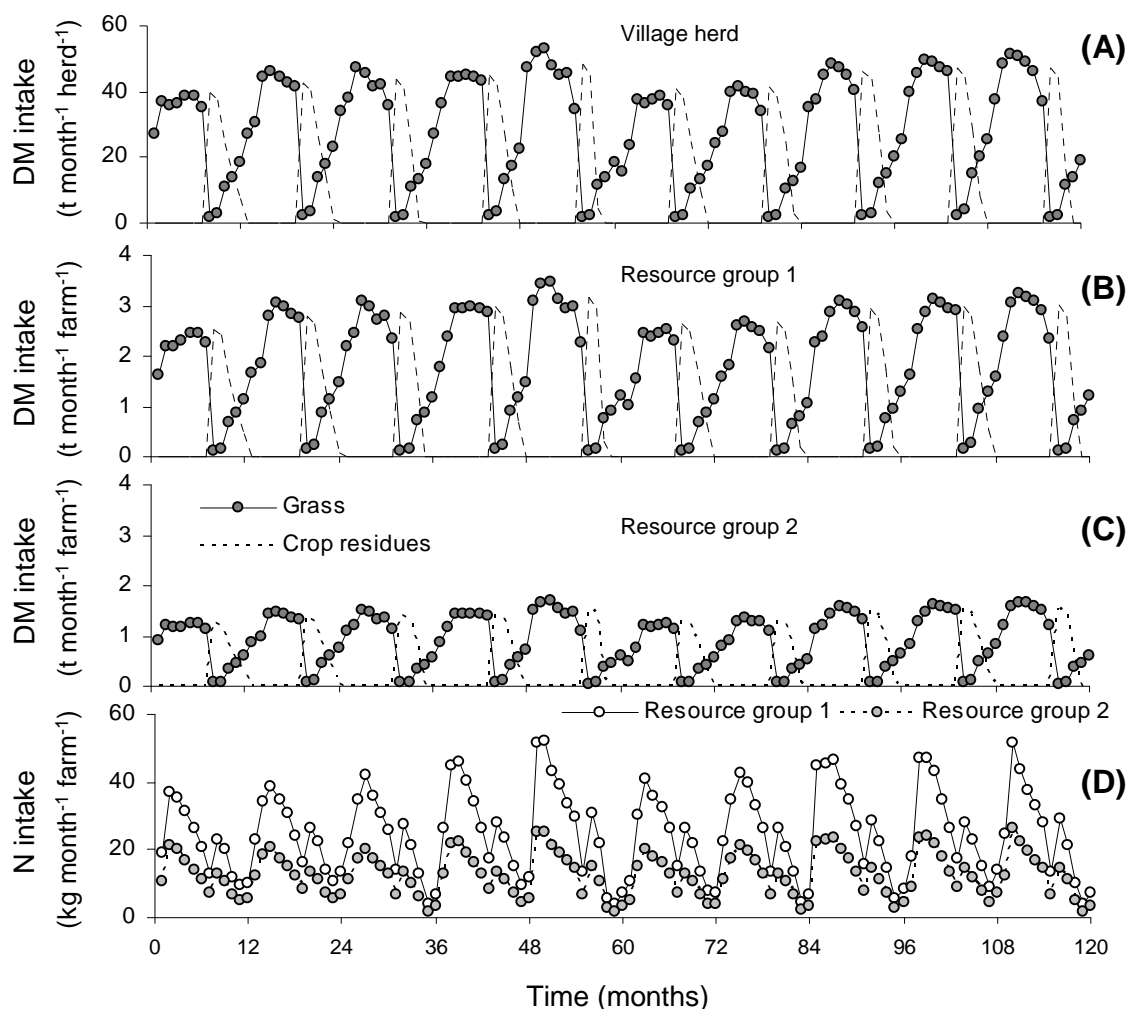 60
40
20
0
DM intake
(t month⁻¹ herd⁻¹)
Village herd
(A)
4
3
2
1
0
DM intake
(t month⁻¹ farm⁻¹)
Resource group 1
(B)
4
3
2
1
0
DM intake
(t month⁻¹ farm⁻¹)
Grass
Crop residues
Resource group 2
(C)
60
40
20
0
N intake
(kg month⁻¹ farm⁻¹)
Resource group 1 Resource group 2
(D)
0 12 24 36 48 60 72 84 96 108 120
Time (months)